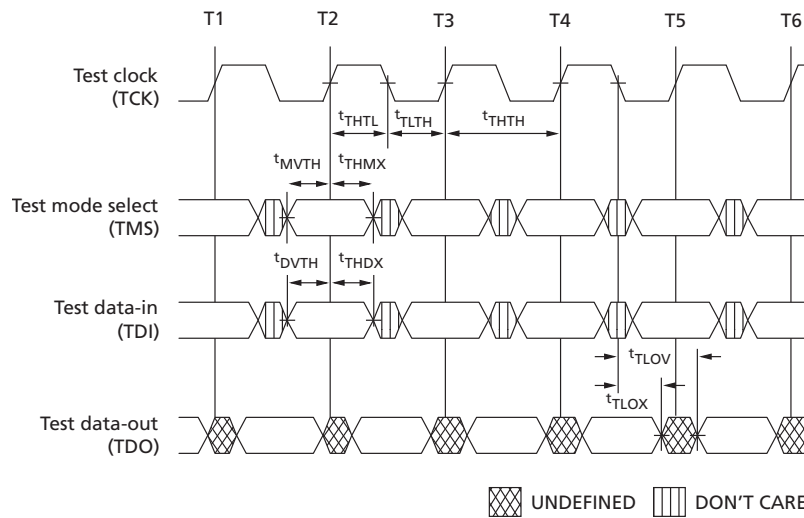 T1 T2 T3 T4 T5 T6
Test clock
(TCK)
tTHTL tTLTH tTHTH
tMVTH tTHMX
Test mode select
(TMS)
tDVTH tTHDX
Test data-in
(TDI)
tTLOV
tTLOX
Test data-out
(TDO)
UNDEFINED DON'T CARE